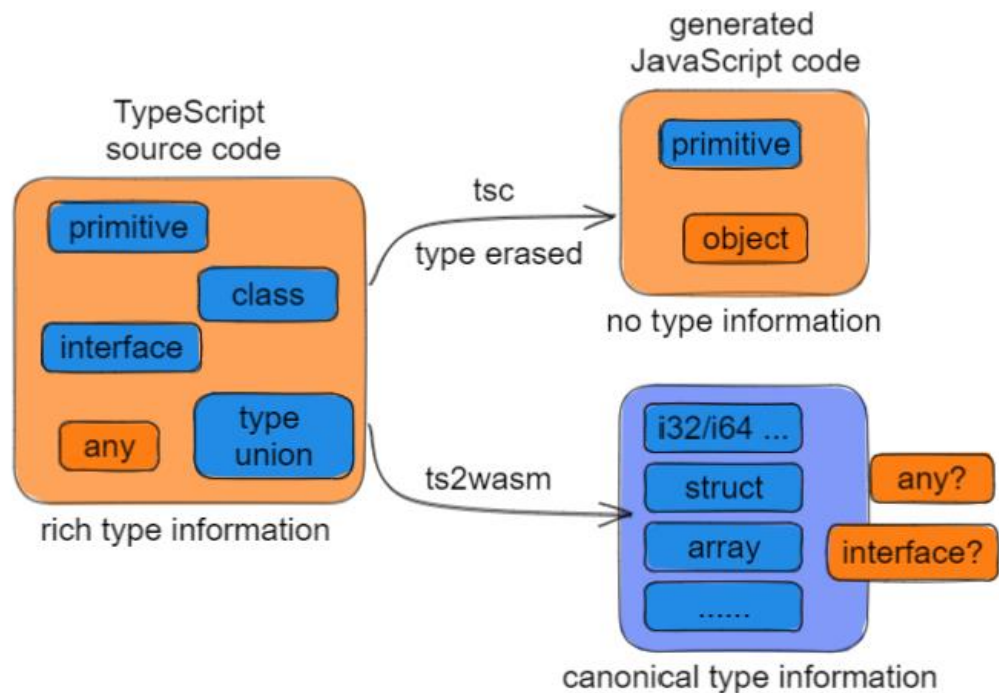 TypeScript
source code
primitive
class
interface
type
union
any
rich type information
tsc
type erased
generated
JavaScript code
primitive
object
no type information
ts2wasm
i32/i64 ...
struct
array
......
any?
interface?
canonical type information